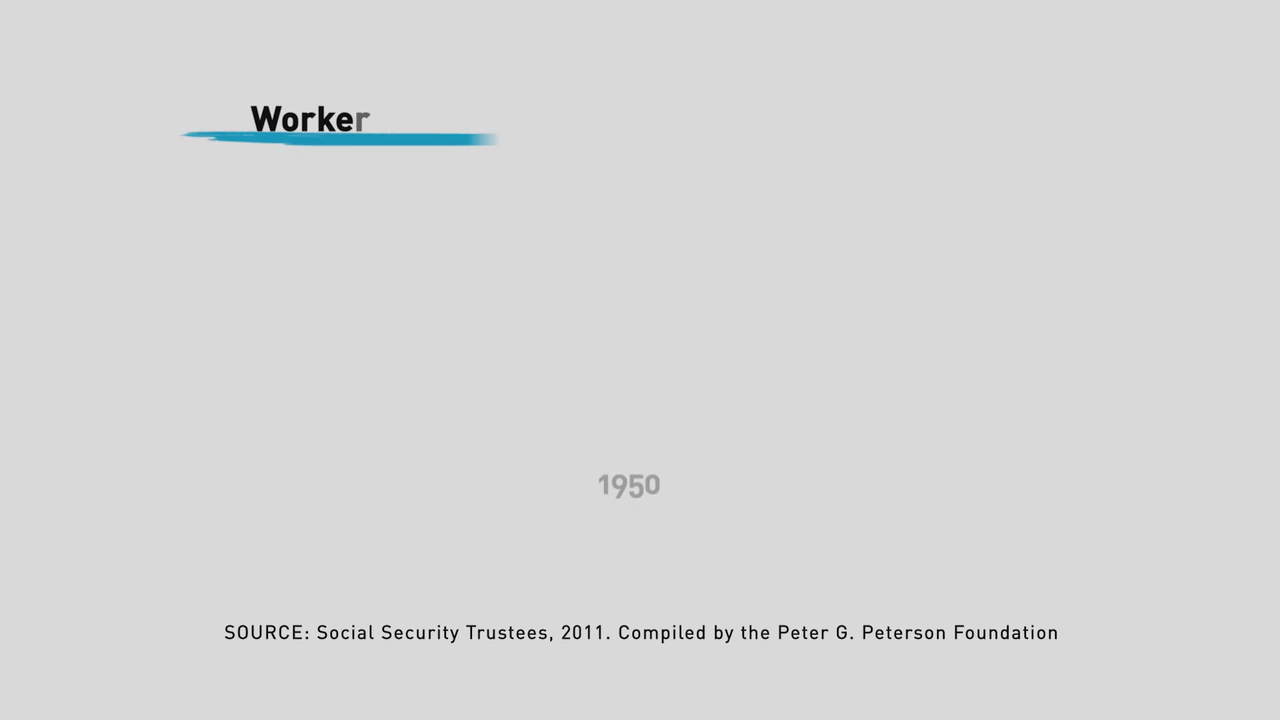 Worker
1950
SOURCE: Social Security Trustees, 2011. Compiled by the Peter G. Peterson Foundation